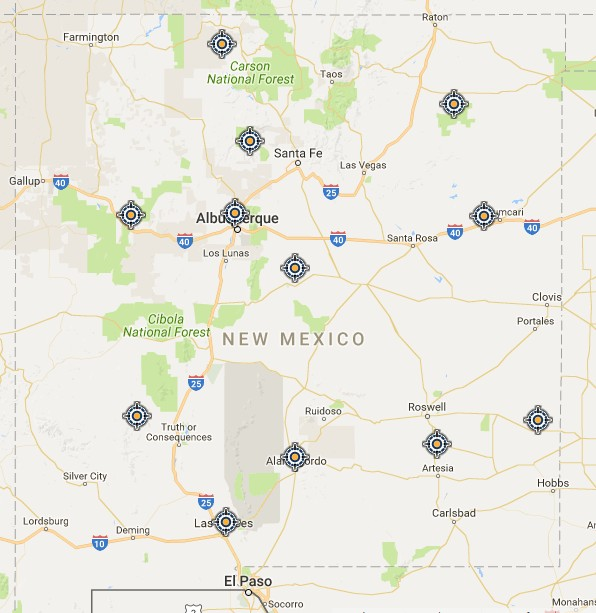 Raton
Farmington
Carson
National Forest
Taos
Santa Fe
Las Vegas
Gallup
40
25
Albuquerque
40
40
40
40
Santa Rosa
Los Lunas
Clovis
Cibola
National Forest
Portales
NEW MEXICO
25
Ruidoso
Roswell
Truth or
Consequences
Artesia
Silver City
Hobbs
25
Carlsbad
Lordsburg
10
Deming
El Paso
Socorro
Monahans